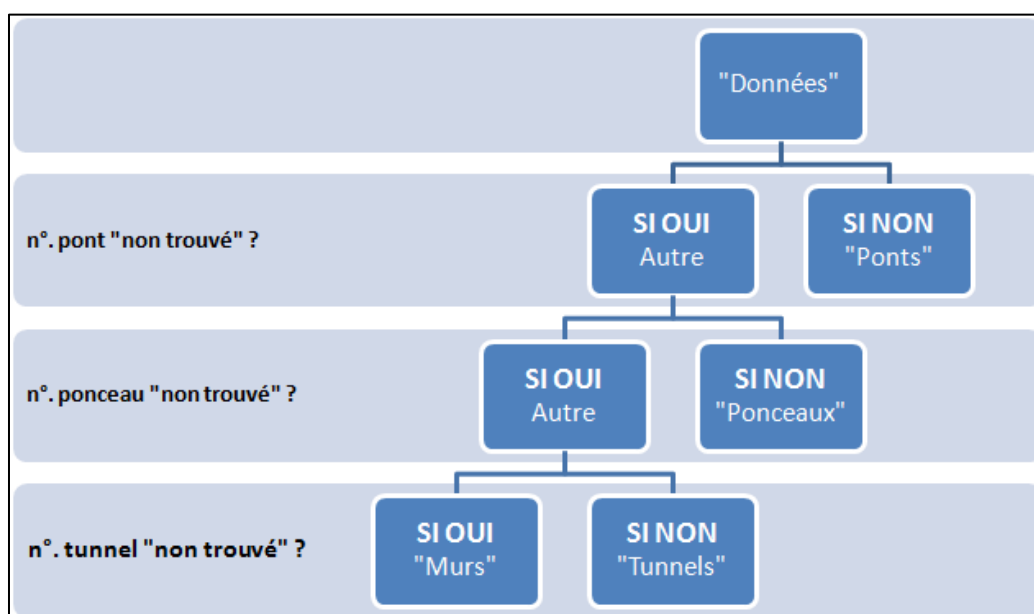 "Données"
n°. pont "non trouvé" ?
SI OUI
Autre
SI NON
"Ponts"
n°. ponceau "non trouvé" ?
SI OUI
Autre
SI NON
"Ponceaux"
n°. tunnel "non trouvé" ?
SI OUI
"Murs"
SI NON
"Tunnels"